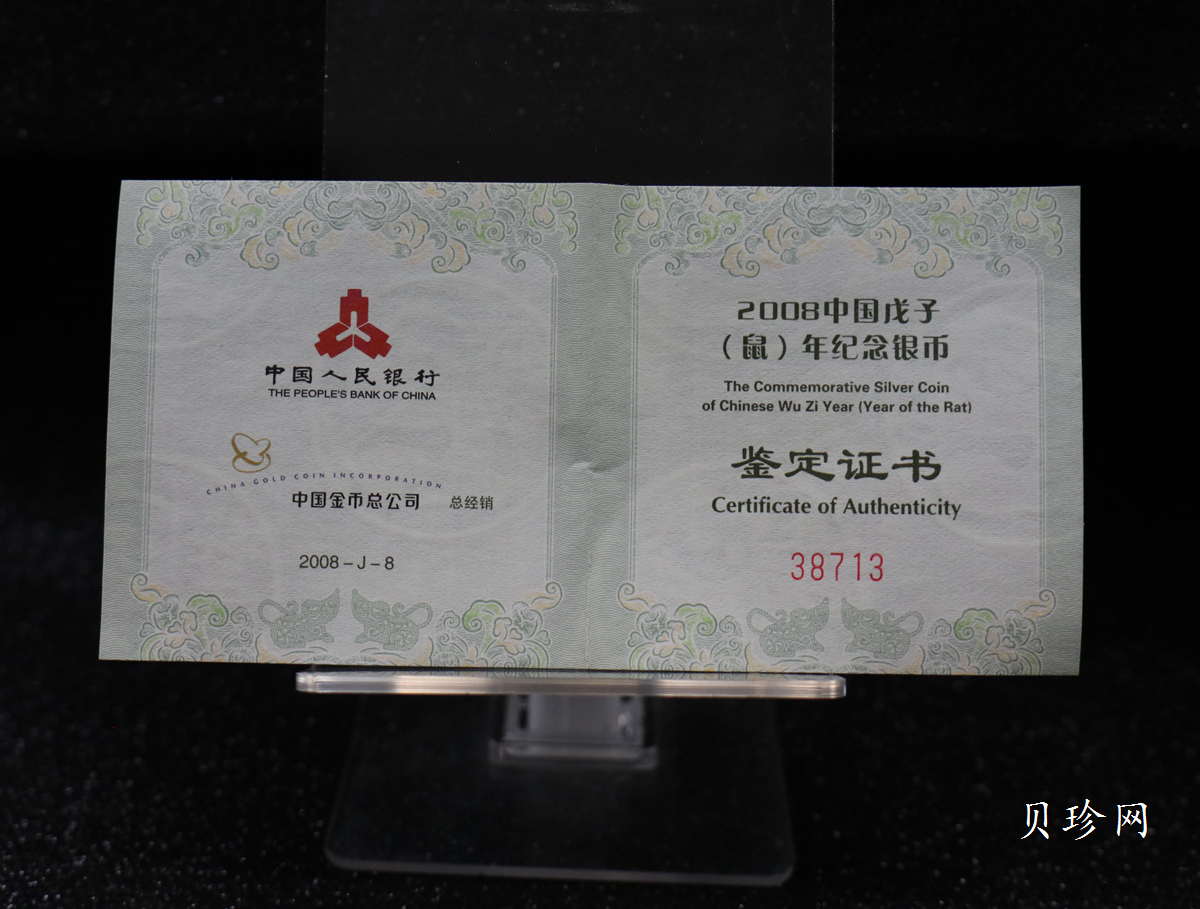 中国人民银行
THE PEOPLE'S BANK OF CHINA
CHINA GOLD COIN INCORPORATION
中国金币总公司 总经销
2008-J-8
2008中国戊子
（鼠）年纪念银币
The Commemorative Silver Coin
of Chinese Wu Zi Year (Year of the Rat)
鉴定证书
Certificate of Authenticity
38713
贝珍网